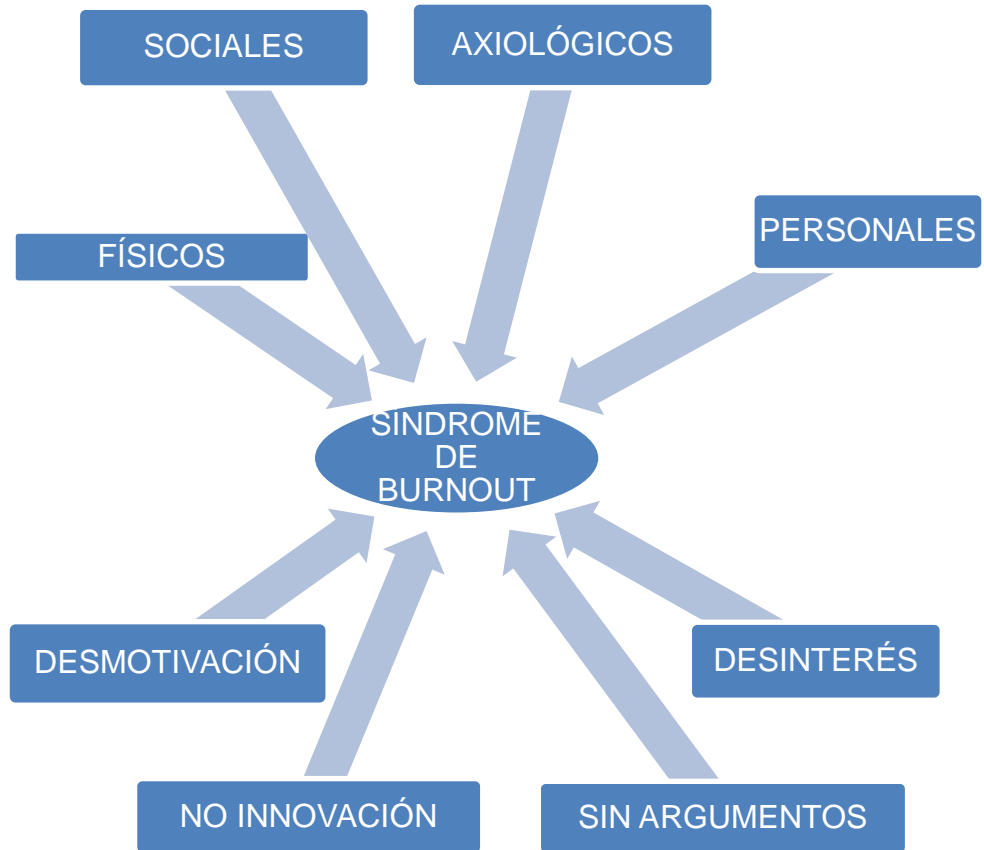 SOCIALES
AXIOLÓGICOS
PERSONALES
FÍSICOS
SINDROME
DE
BURNOUT
DESMOTIVACIÓN
DESINTERÉS
NO INNOVACIÓN
SIN ARGUMENTOS